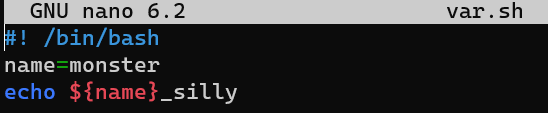 GNU nano 6.2 var.sh
#! /bin/bash
name=monster
echo ${name}_silly